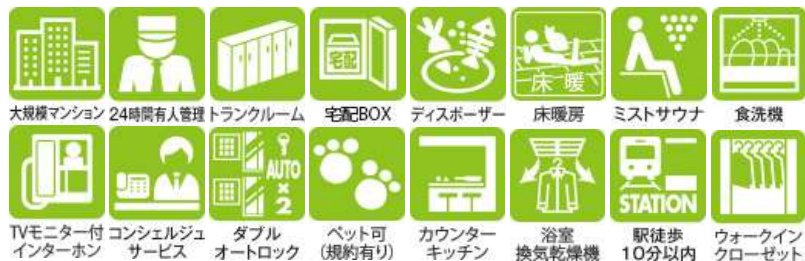 宅配
床 暖
大規模マンション
24時間有人管理
トランクルーム
宅配BOX
ディスポーザー
床暖房
ミストサウナ
食洗機
AUTO
×
2
STATION
TVモニター付
インターホン
コンシェルジュ
サービス
ダブル
オートロック
ペット可
(規約有り)
カウンター
キッチン
浴室
換気乾燥機
駅徒歩
10分以内
ウォークイン
クローゼット